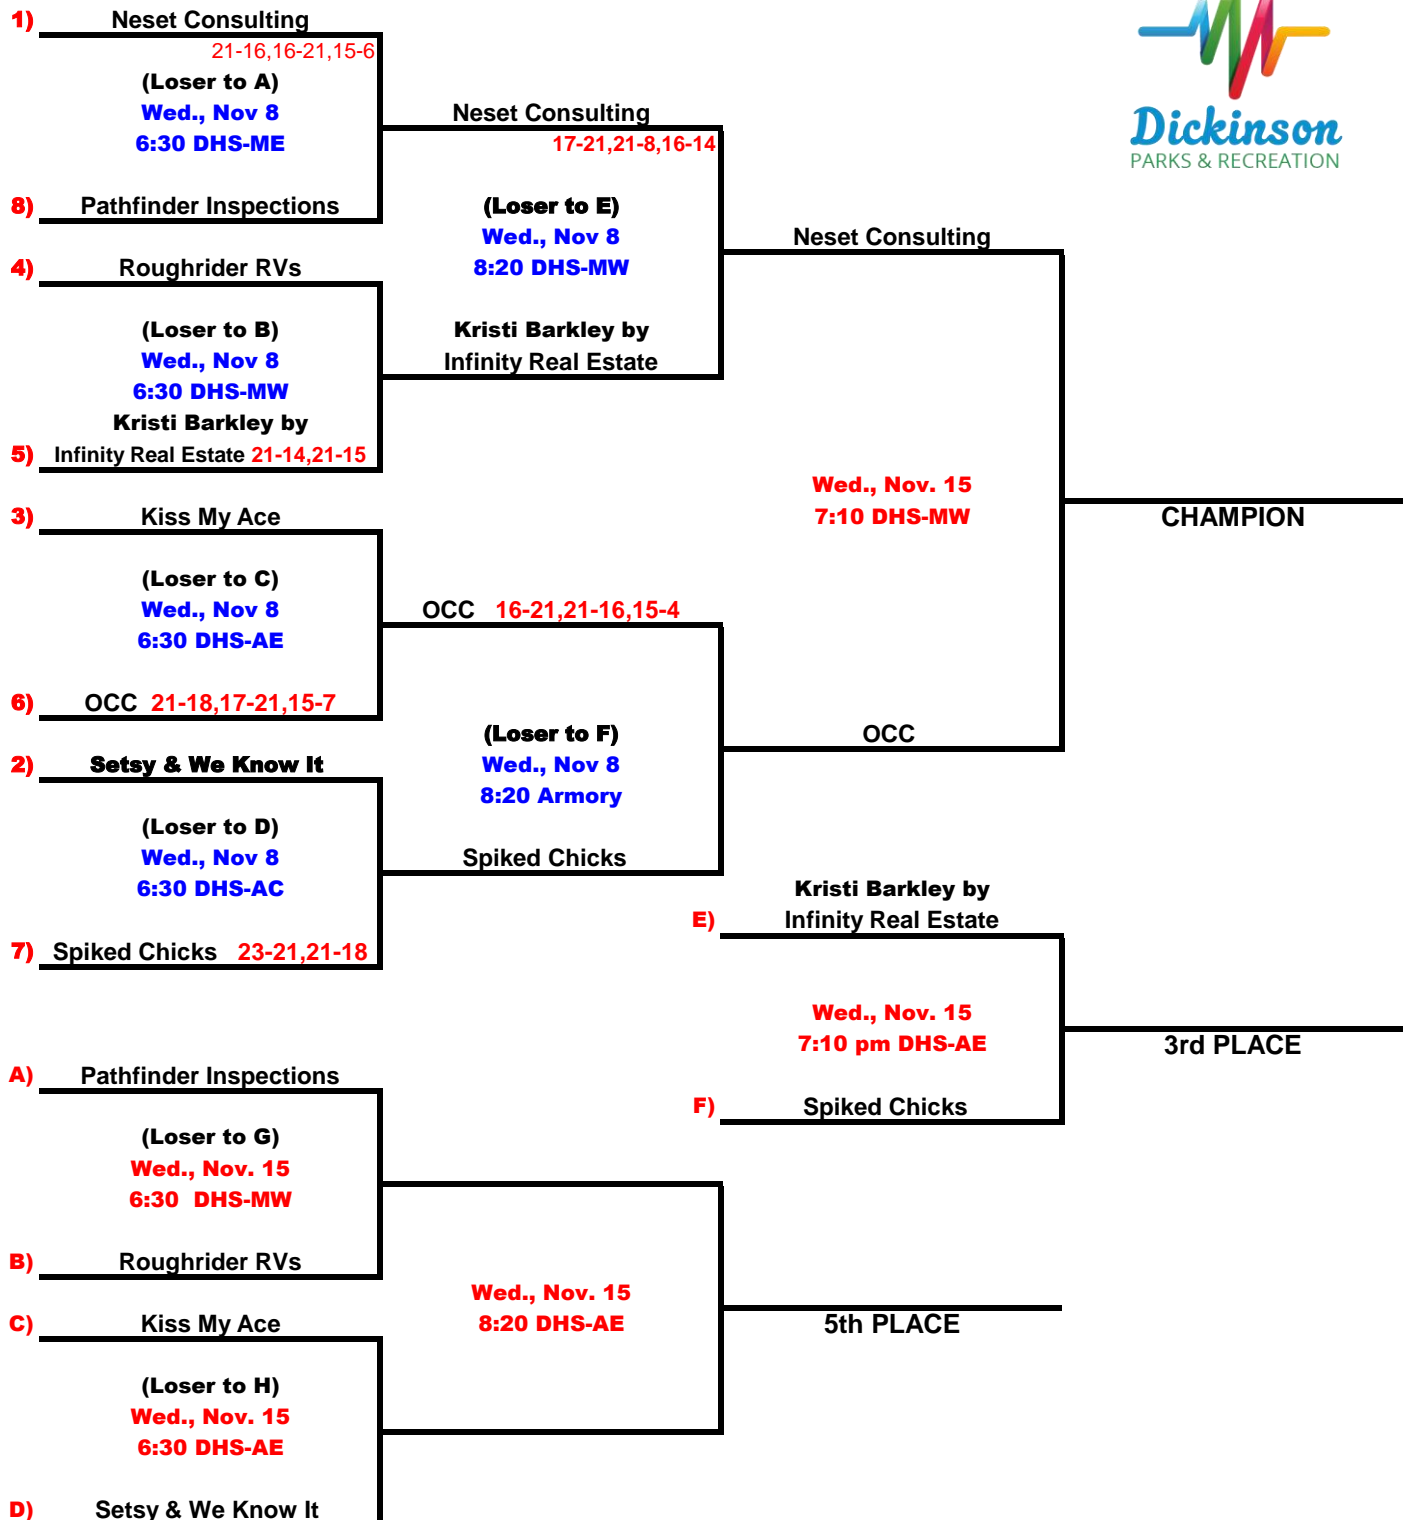 1) Neset Consulting
21-16,16-21,15-6
(Loser to A)
Wed., Nov 8
6:30 DHS-ME
8) Pathfinder Inspections
4) Roughrider RVs
(Loser to B)
Wed., Nov 8
6:30 DHS-MW
Kristi Barkley by
5) Infinity Real Estate 21-14,21-15
3) Kiss My Ace
(Loser to C)
Wed., Nov 8
6:30 DHS-AE
6) OCC 21-18,17-21,15-7
2) Setsy & We Know It
(Loser to D)
Wed., Nov 8
6:30 DHS-AC
7) Spiked Chicks 23-21,21-18
Neset Consulting
17-21,21-8,16-14
(Loser to E)
Wed., Nov 8
8:20 DHS-MW
Kristi Barkley by
Infinity Real Estate
OCC 16-21,21-16,15-4
(Loser to F)
Wed., Nov 8
8:20 Armory
Spiked Chicks
Neset Consulting
Wed., Nov. 15
7:10 DHS-MW
OCC
Dickinson
PARKS & RECREATION
CHAMPION
Kristi Barkley by
E) Infinity Real Estate
Wed., Nov. 15
7:10 pm DHS-AE
F) Spiked Chicks
3rd PLACE
A) Pathfinder Inspections
(Loser to G)
Wed., Nov. 15
6:30 DHS-MW
B) Roughrider RVs
C) Kiss My Ace
(Loser to H)
Wed., Nov. 15
6:30 DHS-AE
D) Setsy & We Know It
Wed., Nov. 15
8:20 DHS-AE
5th PLACE